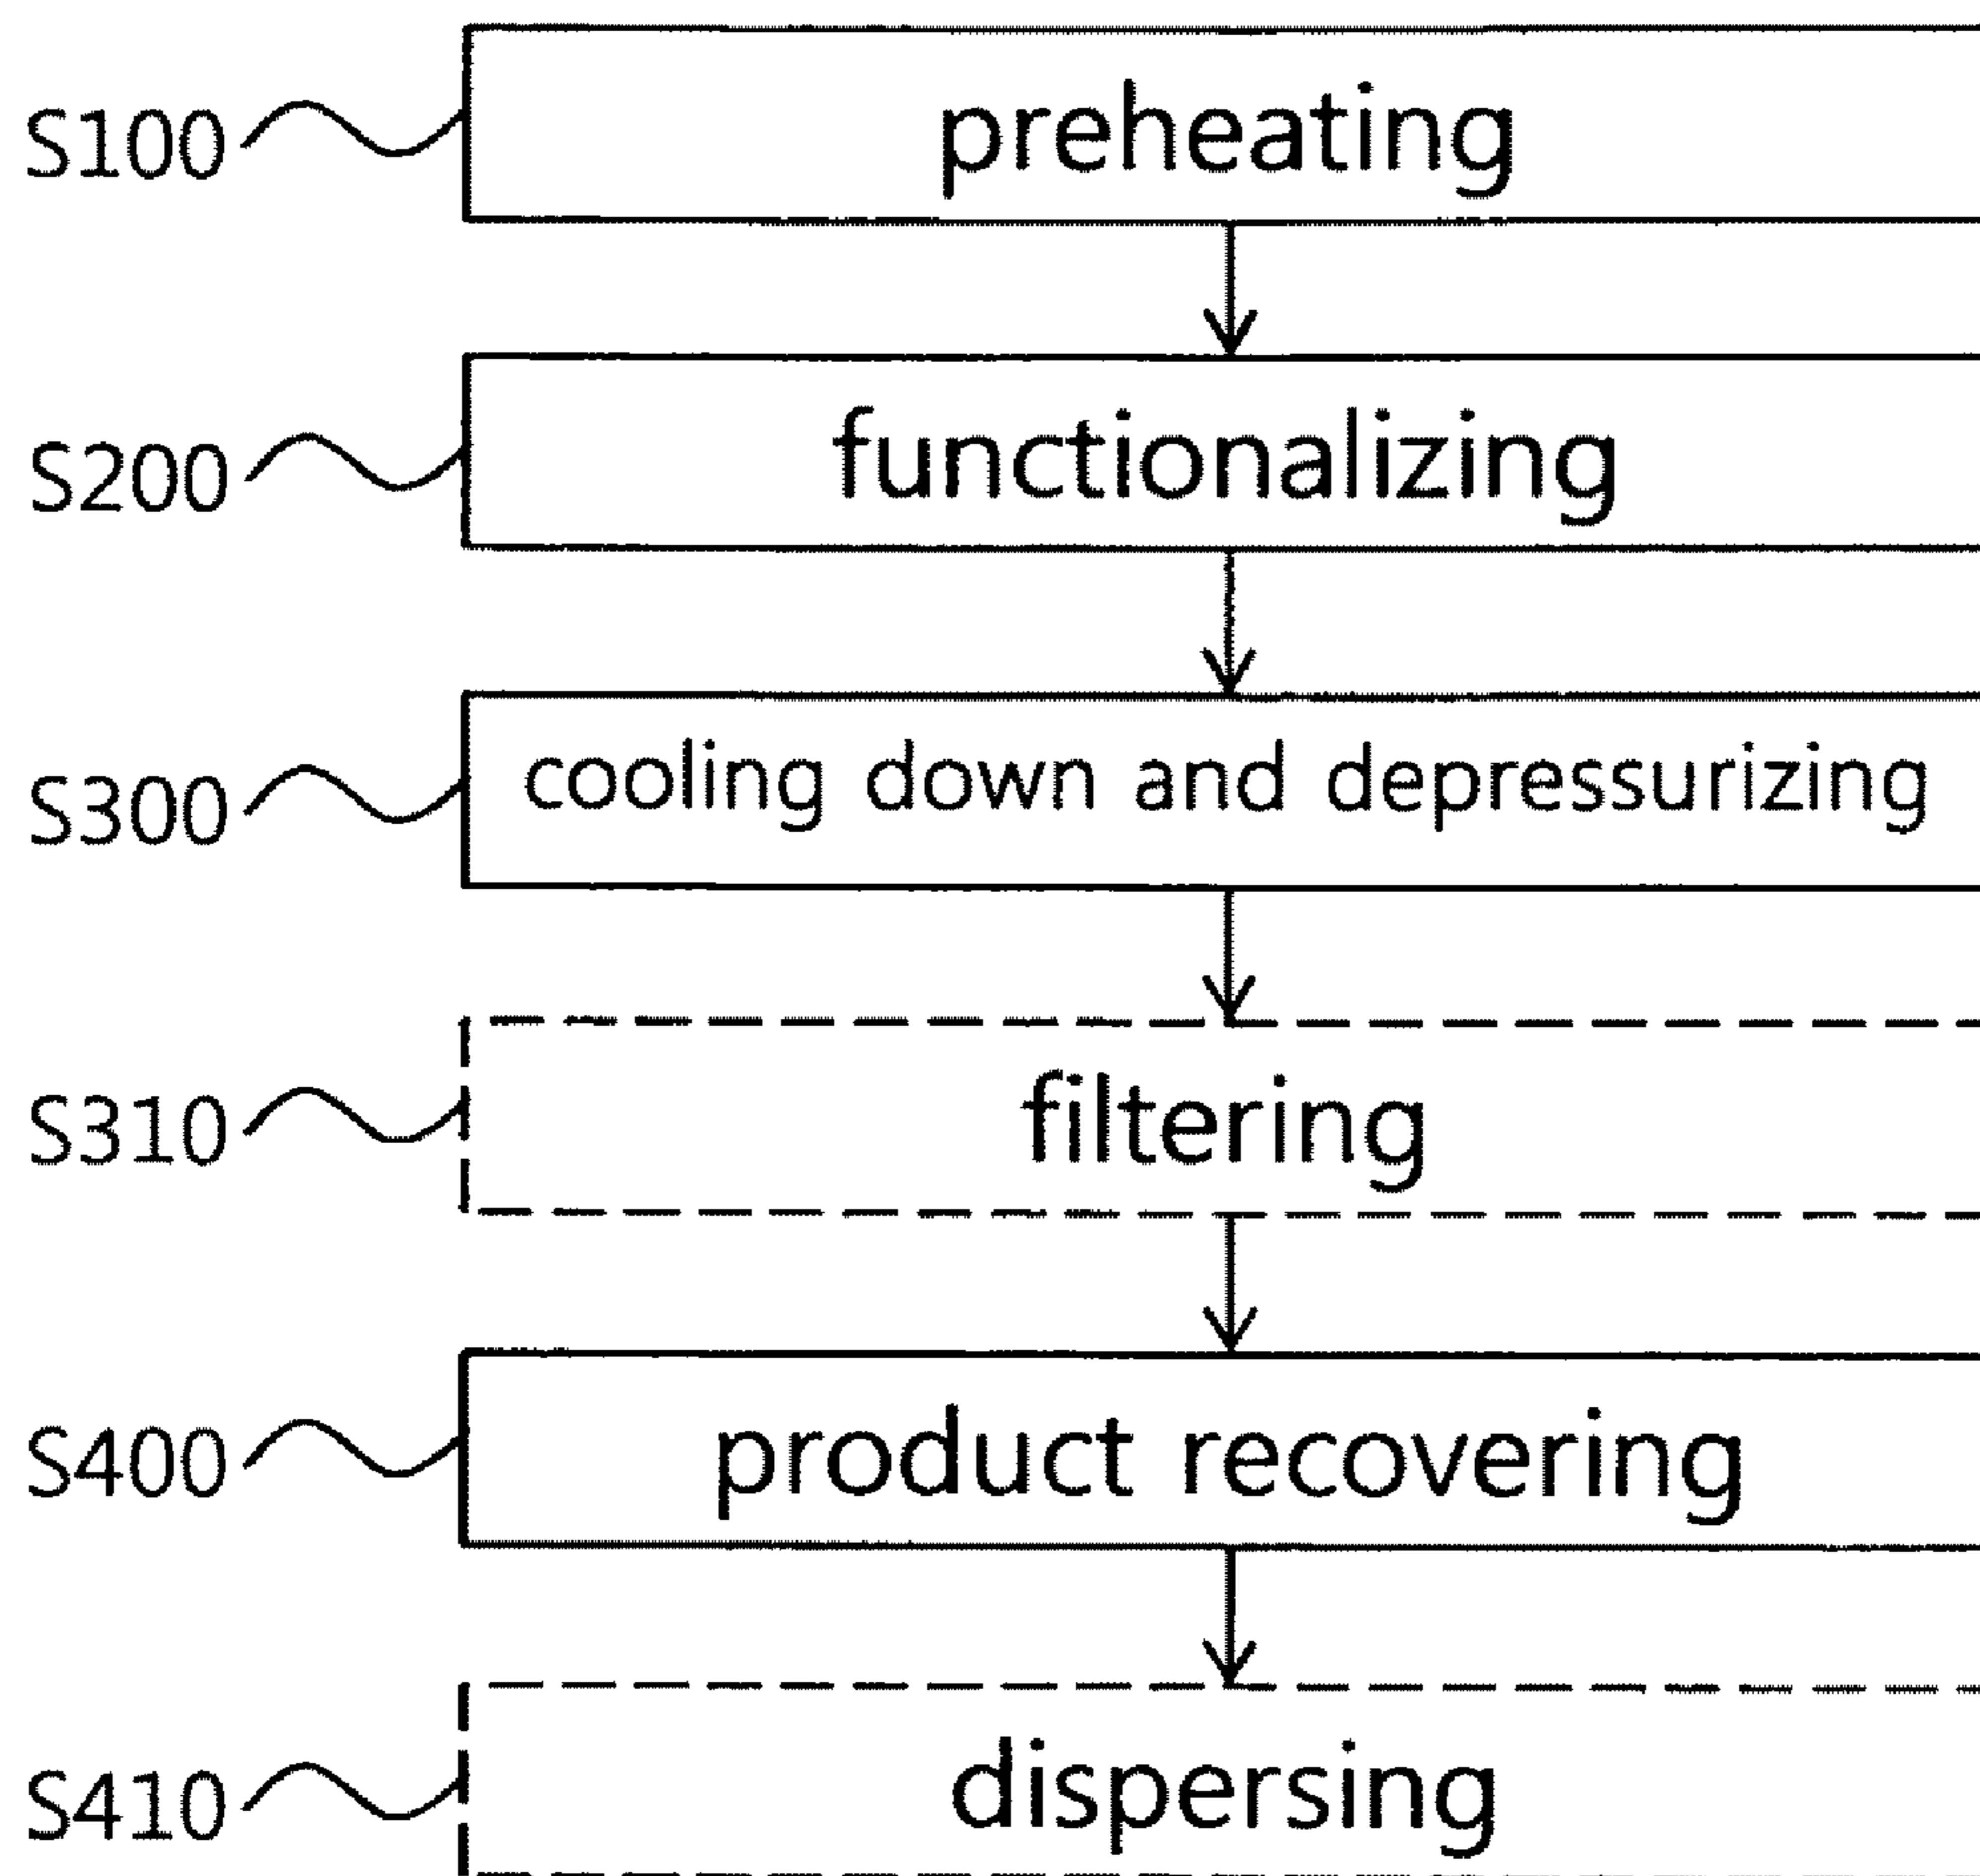 S100 preheating
S200 functionalizing
S300 cooling down and depressurizing
S310 filtering
S400 product recovering
S410 dispersing